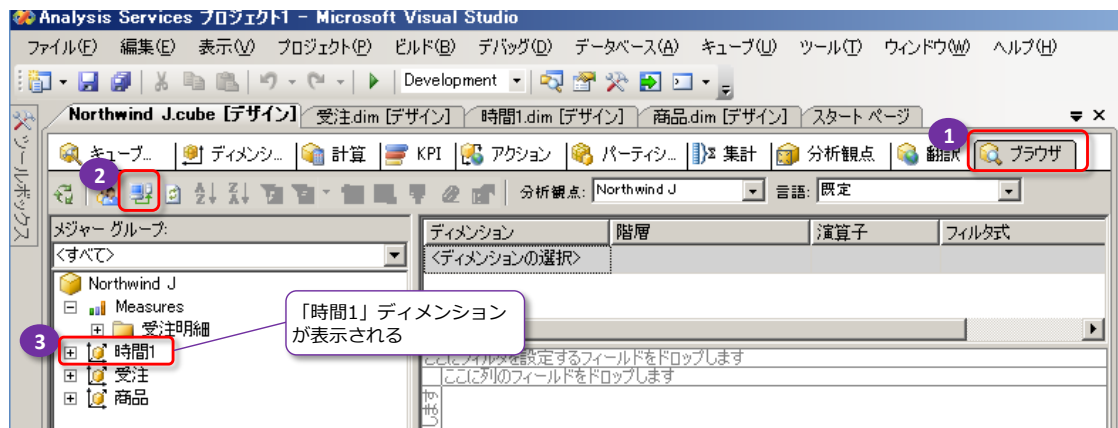 Analysis Services プロジェクト1 - Microsoft Visual Studio
ファイル(F) 編集(E) 表示(V) プロジェクト(P) ビルド(B) デバッグ(D) データベース(A) キューブ(U) ツール(T) ウィンドウ(W) ヘルプ(H)
Development
Northwind J.cube [デザイン] 受注.dim [デザイン] 時間1.dim [デザイン] 商品.dim [デザイン] スタート ページ
1
ツールボックス
キューブ... ディメンシ... 計算 KPI アクション パーティシ... 集計 分析観点 翻訳 ブラウザ
2
分析観点: Northwind J 言語: 既定
メジャー グループ:
<すべて>
ディメンション 階層 演算子 フィルタ式
<ディメンションの選択>
Northwind J
Measures
受注明細
「時間1」ディメンション
が表示される
3
時間1
受注
商品
ここにフィルタを設定するフィールドをドロップします
ここに列のフィールドをドロップします
します